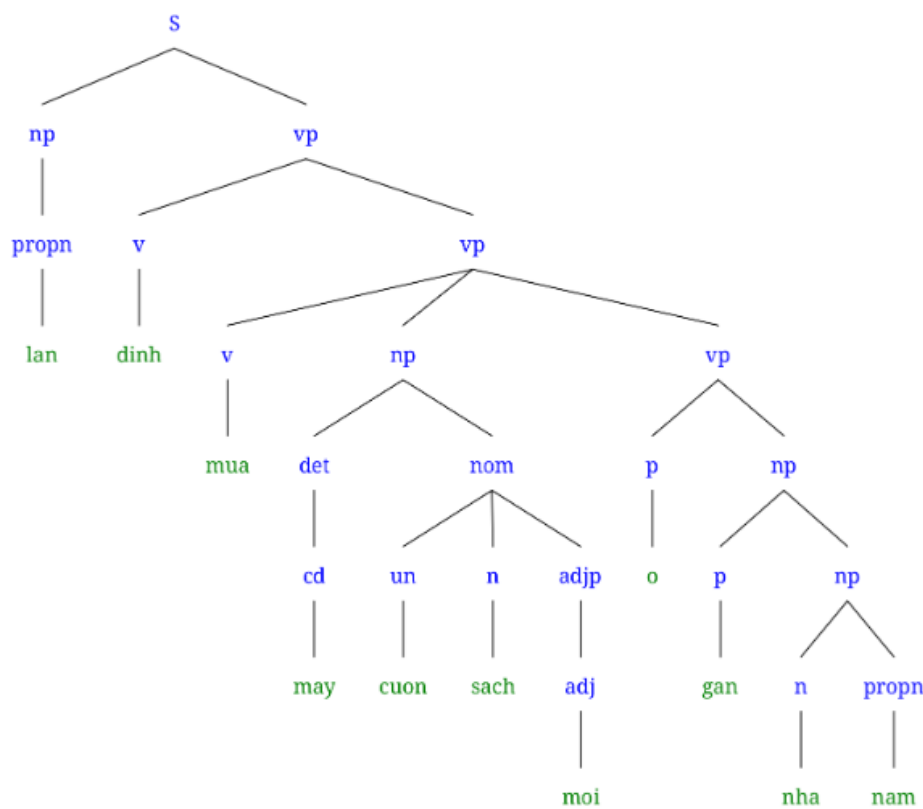 S
np vp
propn v vp
lan dinh v np vp
mua det nom p np
cd un n adjp o p np
may cuon sach adj gan n propn
moi nha nam